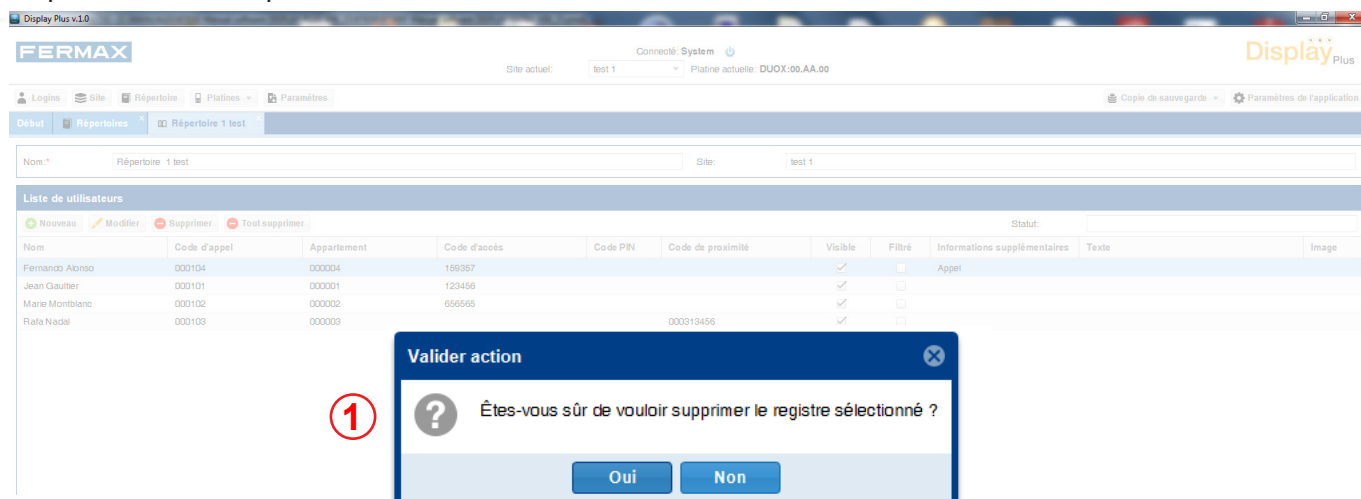 Display Plus v.1.0
FERMAX
Connecté: System
Display Plus
Site actuel: test 1 Platine actuelle: DUOX:00.AA.00
Logins Site Répertoire Platines Paramètres Copie de sauvegarde Paramètres de l'application
Début Répertoires Répertoire 1 test
Nom:* Répertoire 1 test Site: test 1
Liste de utilisateurs
Nouveau Modifier Supprimer Tout supprimer Statut:
Nom Code d'appel Appartement Code d'accès Code PIN Code de proximité Visible Filtré Informations supplémentaires Texte Image
Fernando Alonso 000104 000004 159357 Appel
Jean Gaultier 000101 000001 123456
Marie Montblanc 000102 000002 656565
Rafa Nadal 000103 000003 000313456
Valider action
1
Êtes-vous sûr de vouloir supprimer le registre sélectionné ?
Oui Non